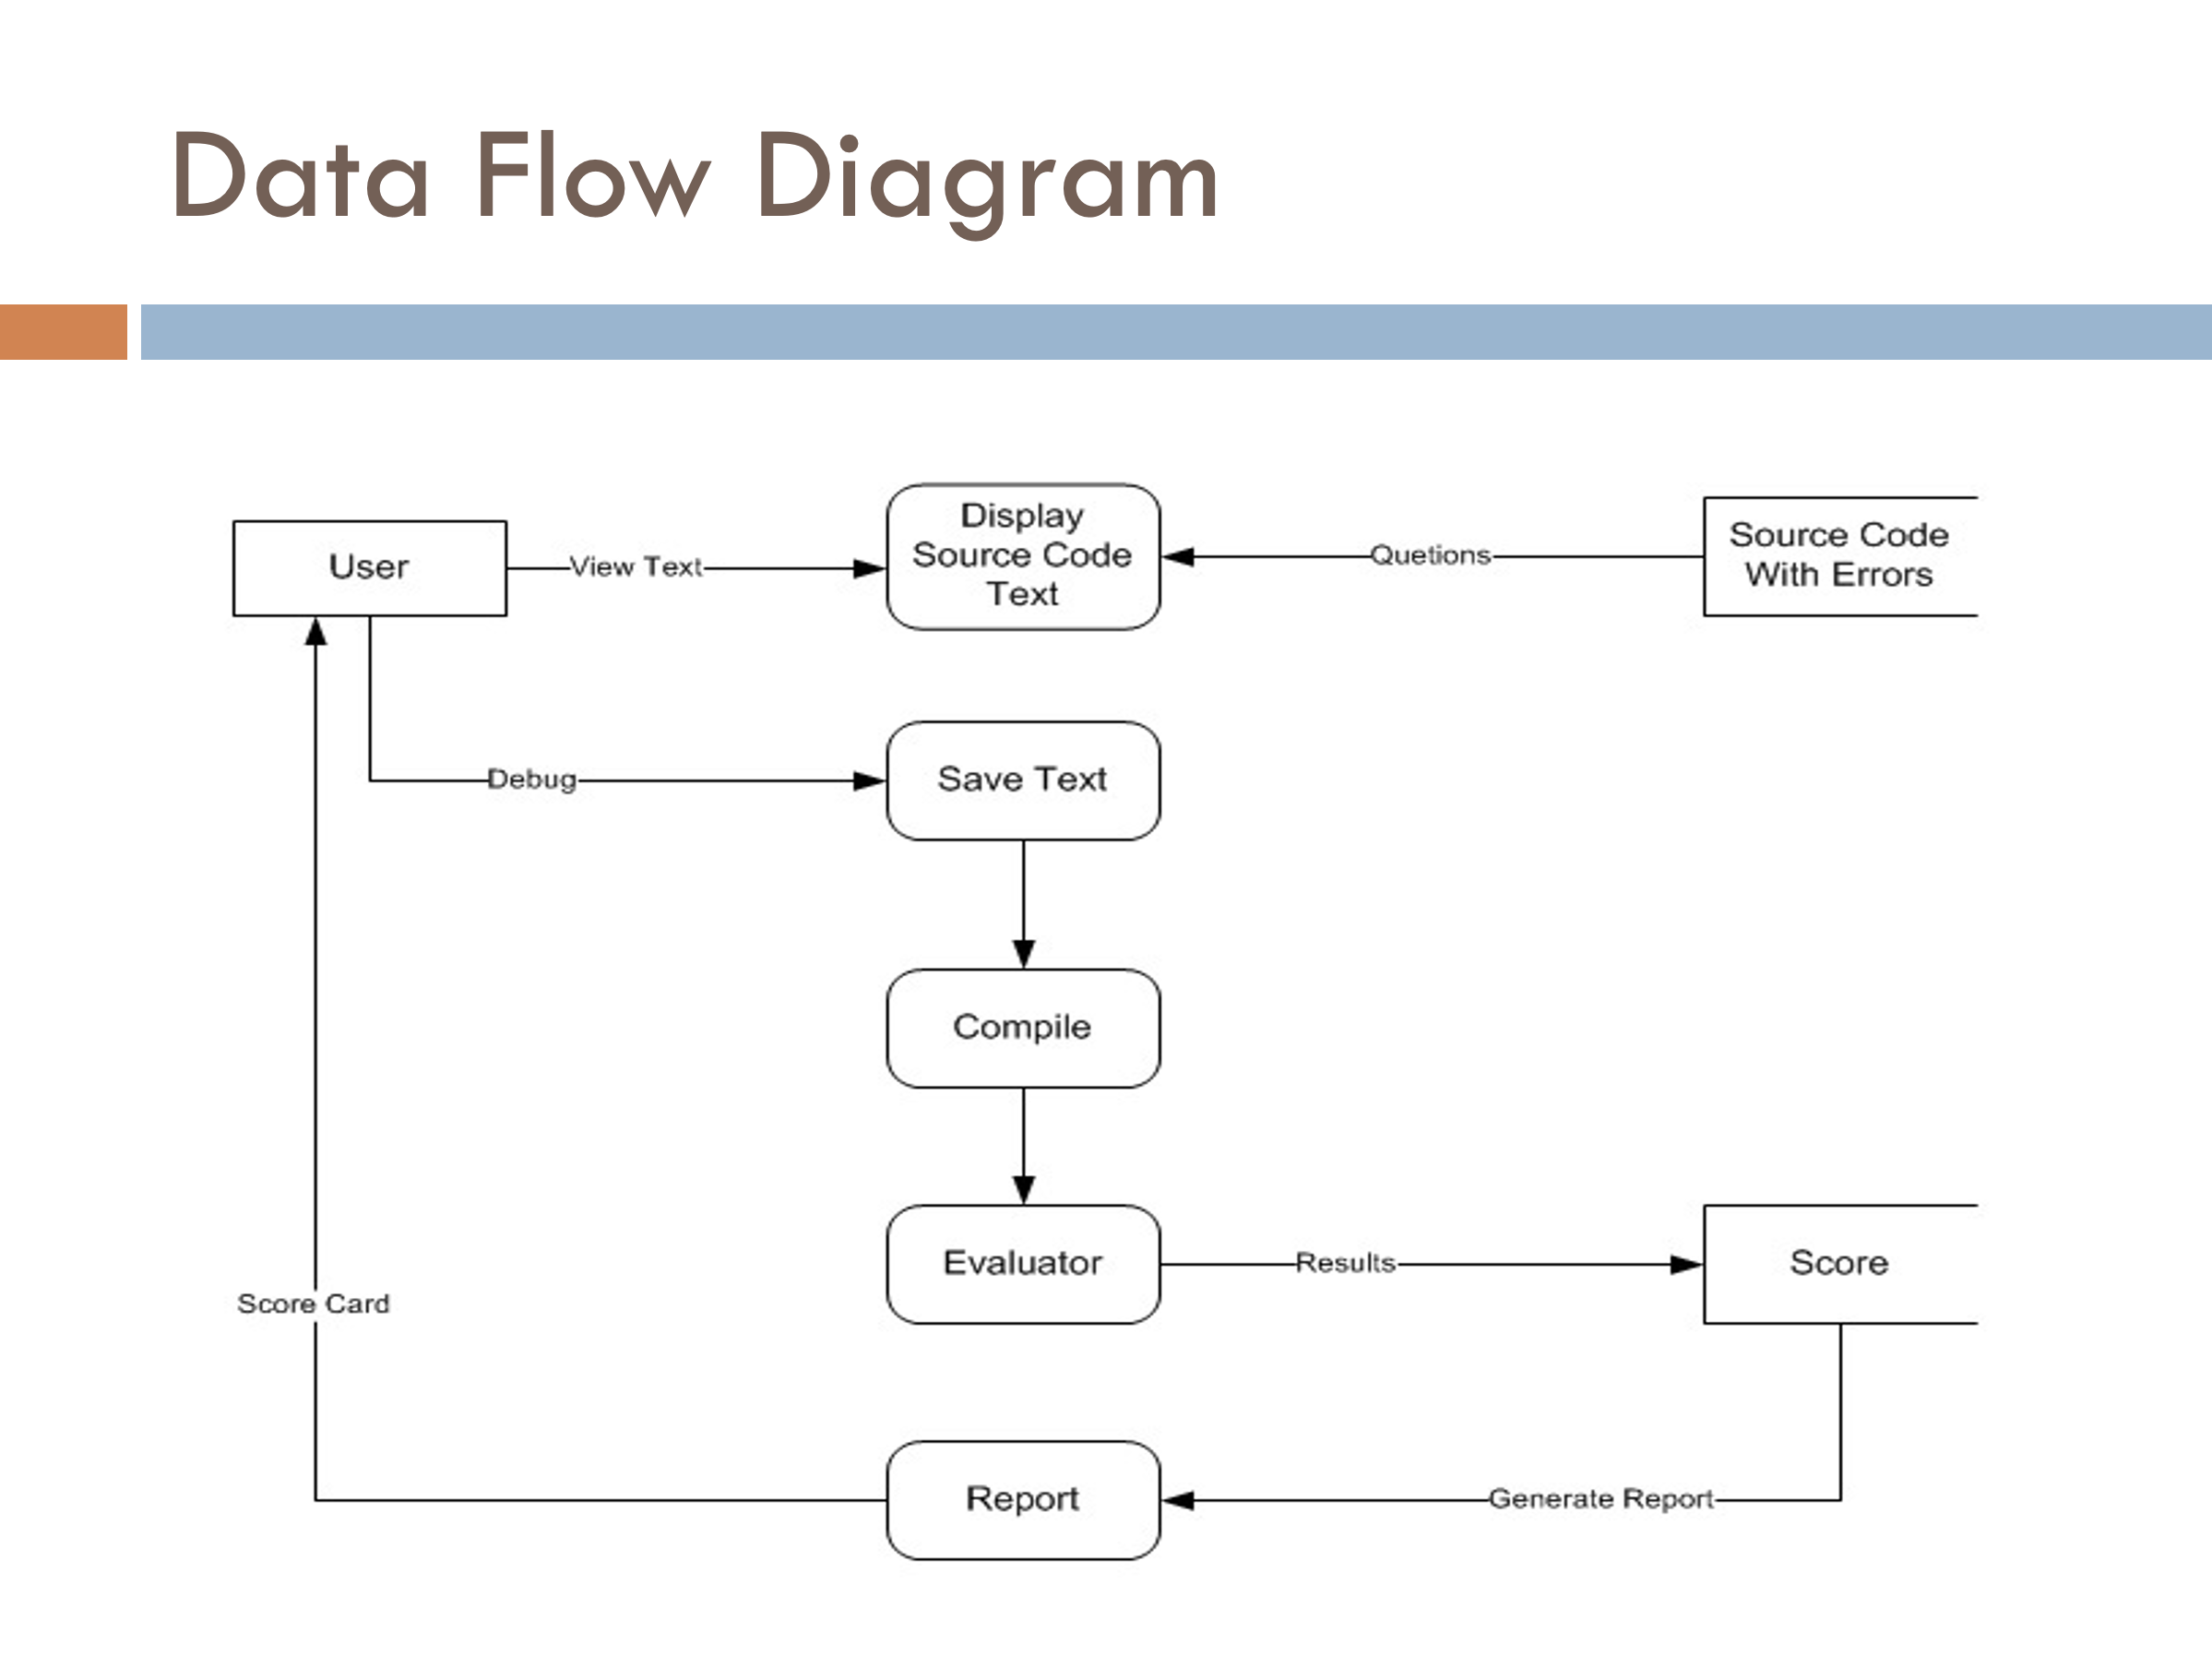 Data Flow Diagram
User
View Text
Display
Source Code
Text
Quetions
Source Code
With Errors
Debug
Save Text
Compile
Evaluator
Results
Score
Score Card
Report
Generate Report